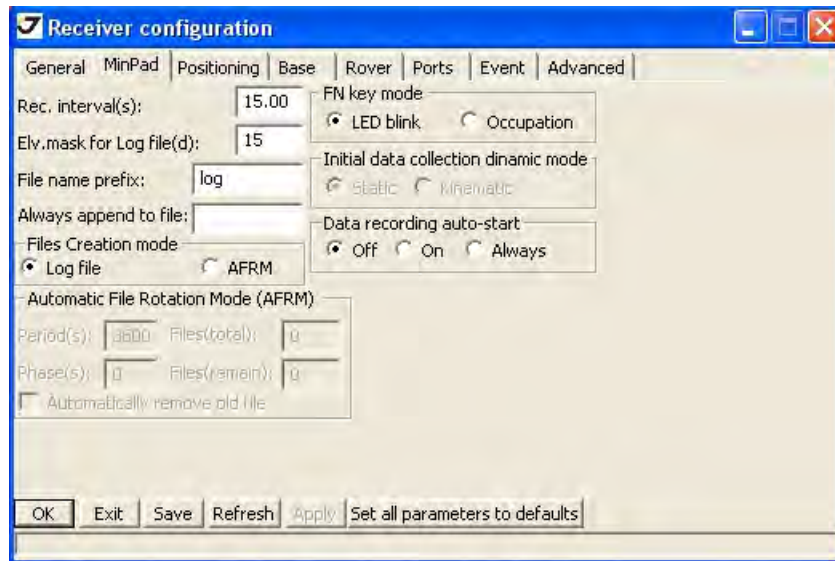 Receiver configuration
General MinPad Positioning Base Rover Ports Event Advanced
Rec. interval(s): 15.00
Elv.mask for Log file(d): 15
File name prefix: log
Always append to file:
Files Creation mode
Log file AFRM
FN key mode
LED blink Occupation
Initial data collection dinamic mode
Static Kinematic
Data recording auto-start
Off On Always
Automatic File Rotation Mode (AFRM)
Period(s): 3600 Files(total): 0
Phase(s): 0 Files(remain): 0
Automatically remove old file
OK Exit Save Refresh Apply Set all parameters to defaults